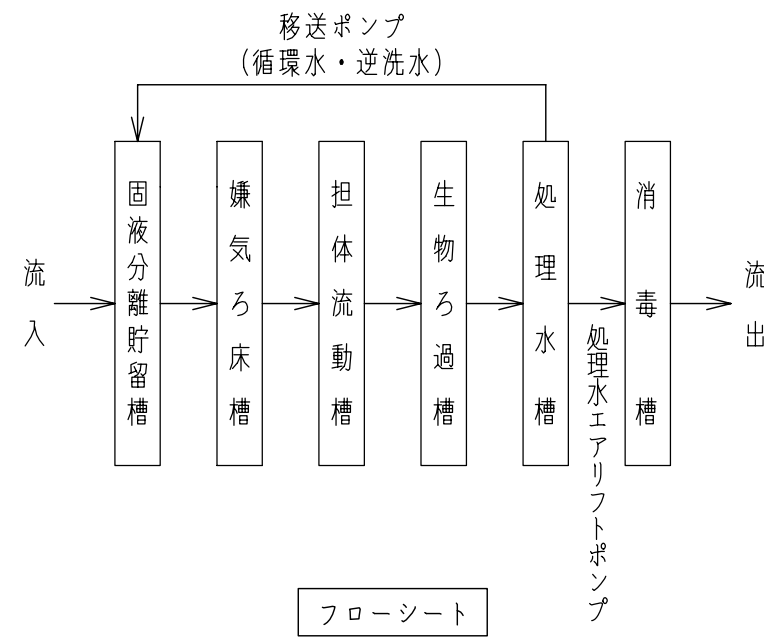 移送ポンプ
(循環水・逆洗水)
流入
固液分離貯留槽
嫌気ろ床槽
担体流動槽
生物ろ過槽
処理水槽
処理水エアリフトポンプ
消毒槽
流出
フローシート